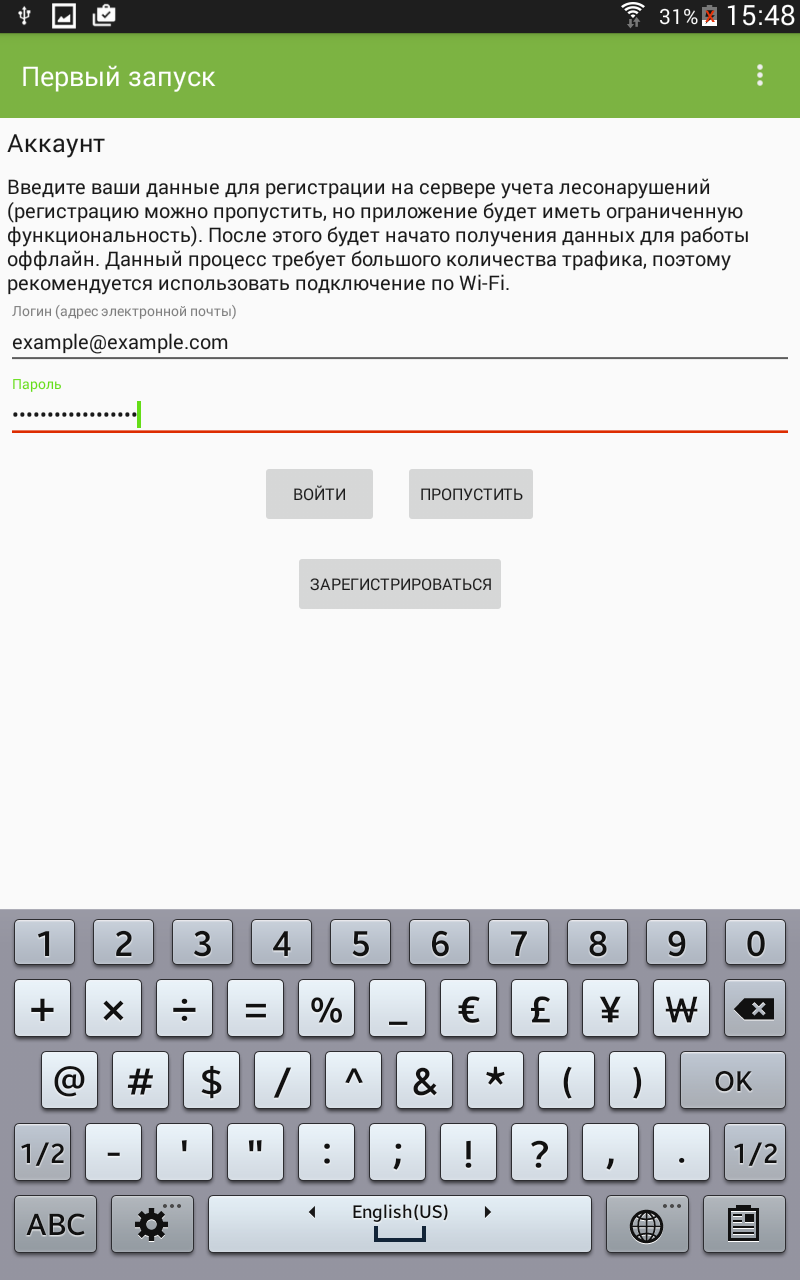 31% 15:48
Первый запуск
Аккаунт
Введите ваши данные для регистрации на сервере учета лесонарушений
(регистрацию можно пропустить, но приложение будет иметь ограниченную
функциональность). После этого будет начато получения данных для работы
оффлайн. Данный процесс требует большого количества трафика, поэтому
рекомендуется использовать подключение по Wi-Fi.
Логин (адрес электронной почты)
example@example.com
Пароль
••••••••••••••••••
ВОЙТИ ПРОПУСТИТЬ
ЗАРЕГИСТРИРОВАТЬСЯ
1 2 3 4 5 6 7 8 9 0
+ × ÷ = % _ € £ ¥ ₩
@ # $ / ^ & * ( ) OK
1/2 - ' " : ; ! ? , . 1/2
ABC English(US)